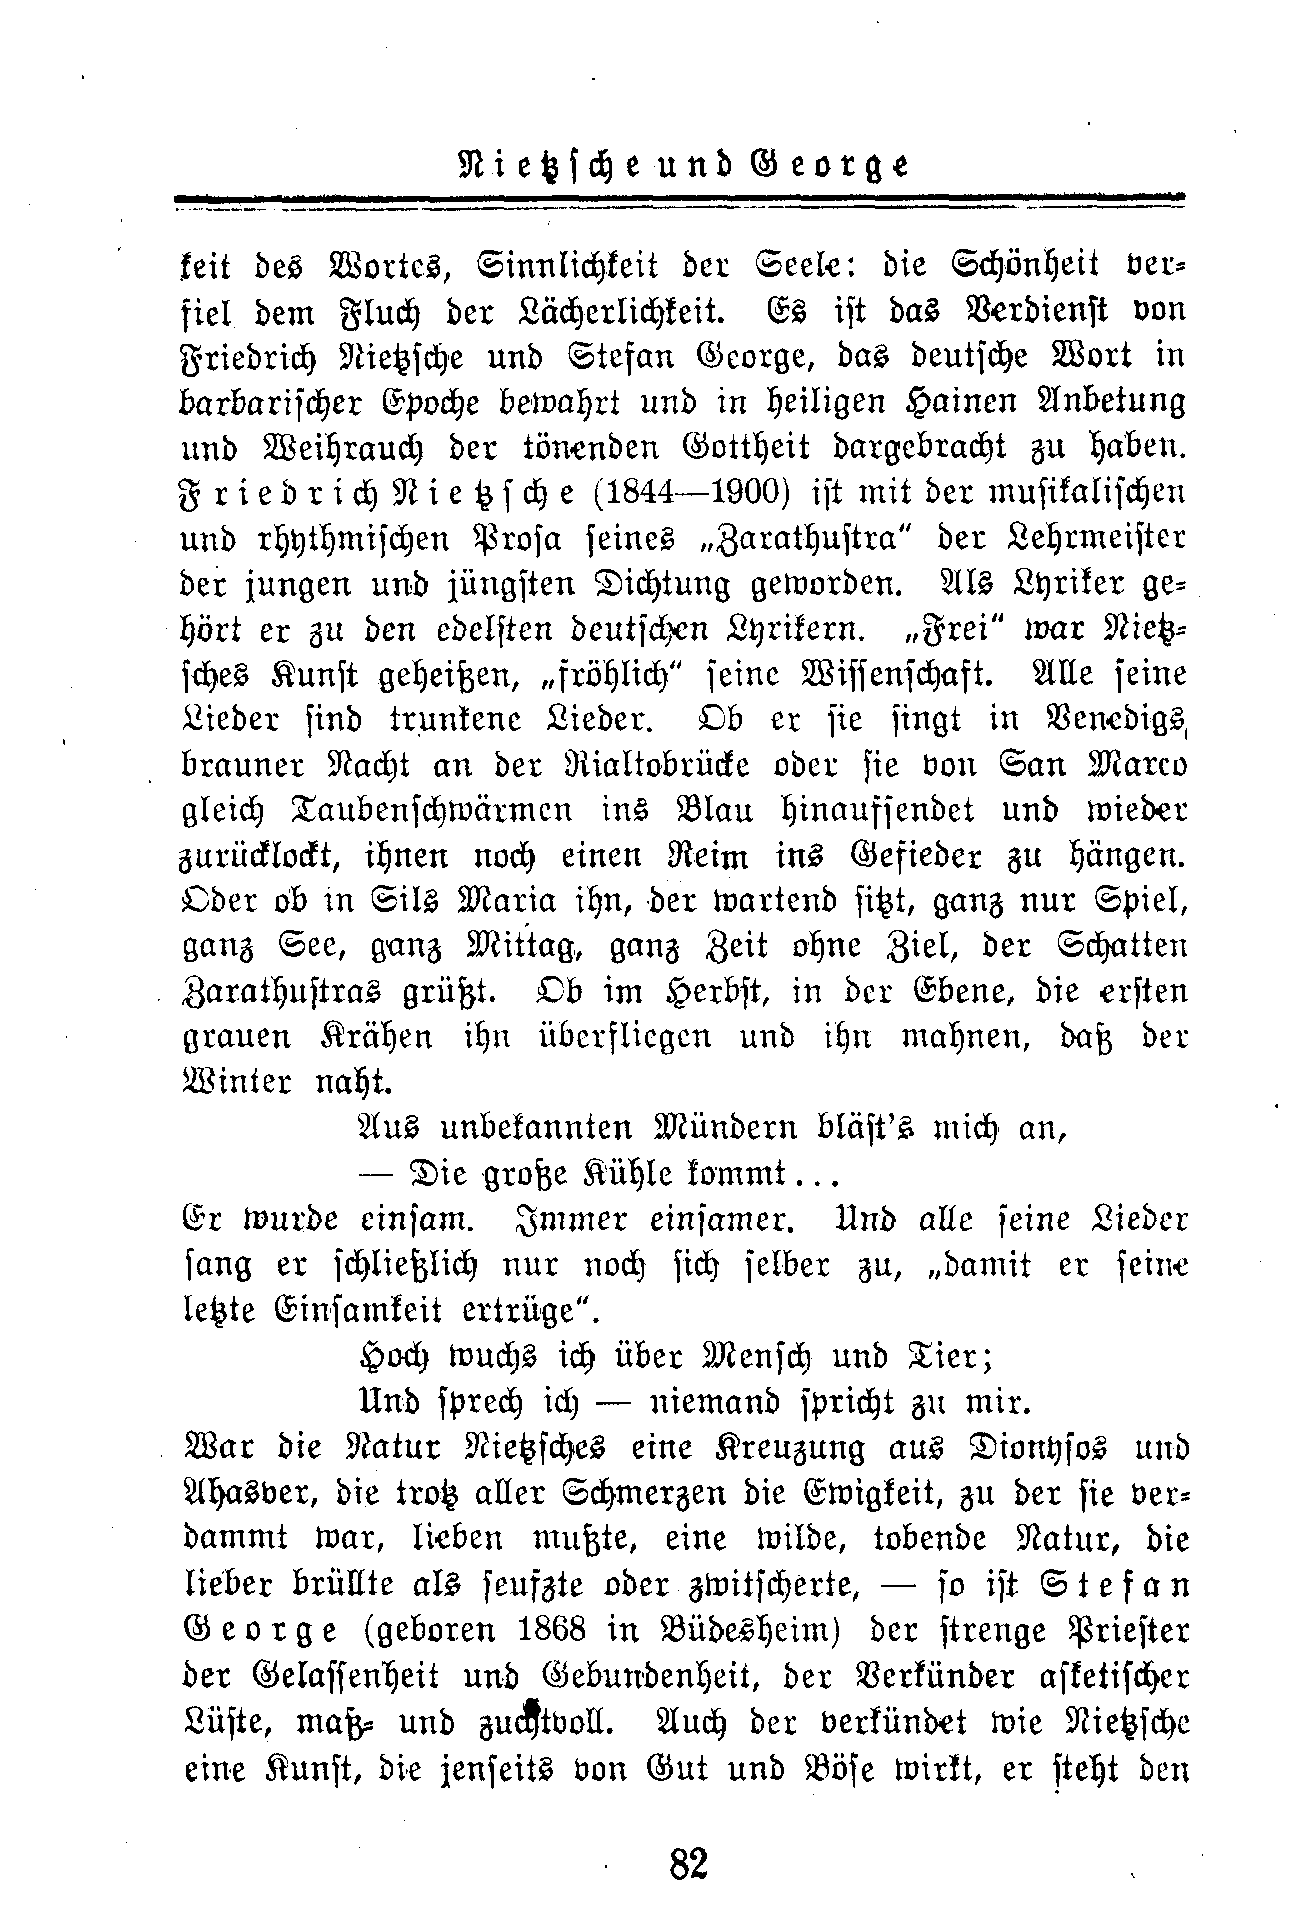 Nietzsche und George
keit des Wortes, Sinnlichkeit der Seele: die Schönheit ver-
fiel dem Fluch der Lächerlichkeit. Es ist das Verdienst von
Friedrich Nietzsche und Stefan George, das deutsche Wort in
barbarischer Epoche bewahrt und in heiligen Hainen Anbetung
und Weihrauch der tönenden Gottheit dargebracht zu haben.
Friedrich Nietzsche (1844—1900) ist mit der musikalischen
und rhythmischen Prosa seines „Zarathustra“ der Lehrmeister
der jungen und jüngsten Dichtung geworden. Als Lyriker ge-
hört er zu den edelsten deutschen Lyrikern. „Frei“ war Nietz-
sches Kunst geheißen, „fröhlich“ seine Wissenschaft. Alle seine
Lieder sind trunkene Lieder. Ob er sie singt in Venedigs
brauner Nacht an der Rialtobrücke oder sie von San Marco
gleich Taubenschwärmen ins Blau hinaufsendet und wieder
zurücklockt, ihnen noch einen Reim ins Gefieder zu hängen.
Oder ob in Sils Maria ihn, der wartend sitzt, ganz nur Spiel,
ganz See, ganz Mittag, ganz Zeit ohne Ziel, der Schatten
Zarathustras grüßt. Ob im Herbst, in der Ebene, die ersten
grauen Krähen ihn überfliegen und ihn mahnen, daß der
Winter naht.
Aus unbekannten Mündern bläst's mich an,
— Die große Kühle kommt...
Er wurde einsam. Immer einsamer. Und alle seine Lieder
sang er schließlich nur noch sich selber zu, „damit er seine
letzte Einsamkeit ertrüge“.
Hoch wuchs ich über Mensch und Tier;
Und sprech ich — niemand spricht zu mir.
War die Natur Nietzsches eine Kreuzung aus Dionysos und
Ahasver, die trotz aller Schmerzen die Ewigkeit, zu der sie ver-
dammt war, lieben mußte, eine wilde, tobende Natur, die
lieber brüllte als seufzte oder zwitscherte, — so ist Stefan
George (geboren 1868 in Büdesheim) der strenge Priester
der Gelassenheit und Gebundenheit, der Verkünder asketischer
Lüste, maß- und zuchtvoll. Auch der verkündet wie Nietzsche
eine Kunst, die jenseits von Gut und Böse wirkt, er steht den
82